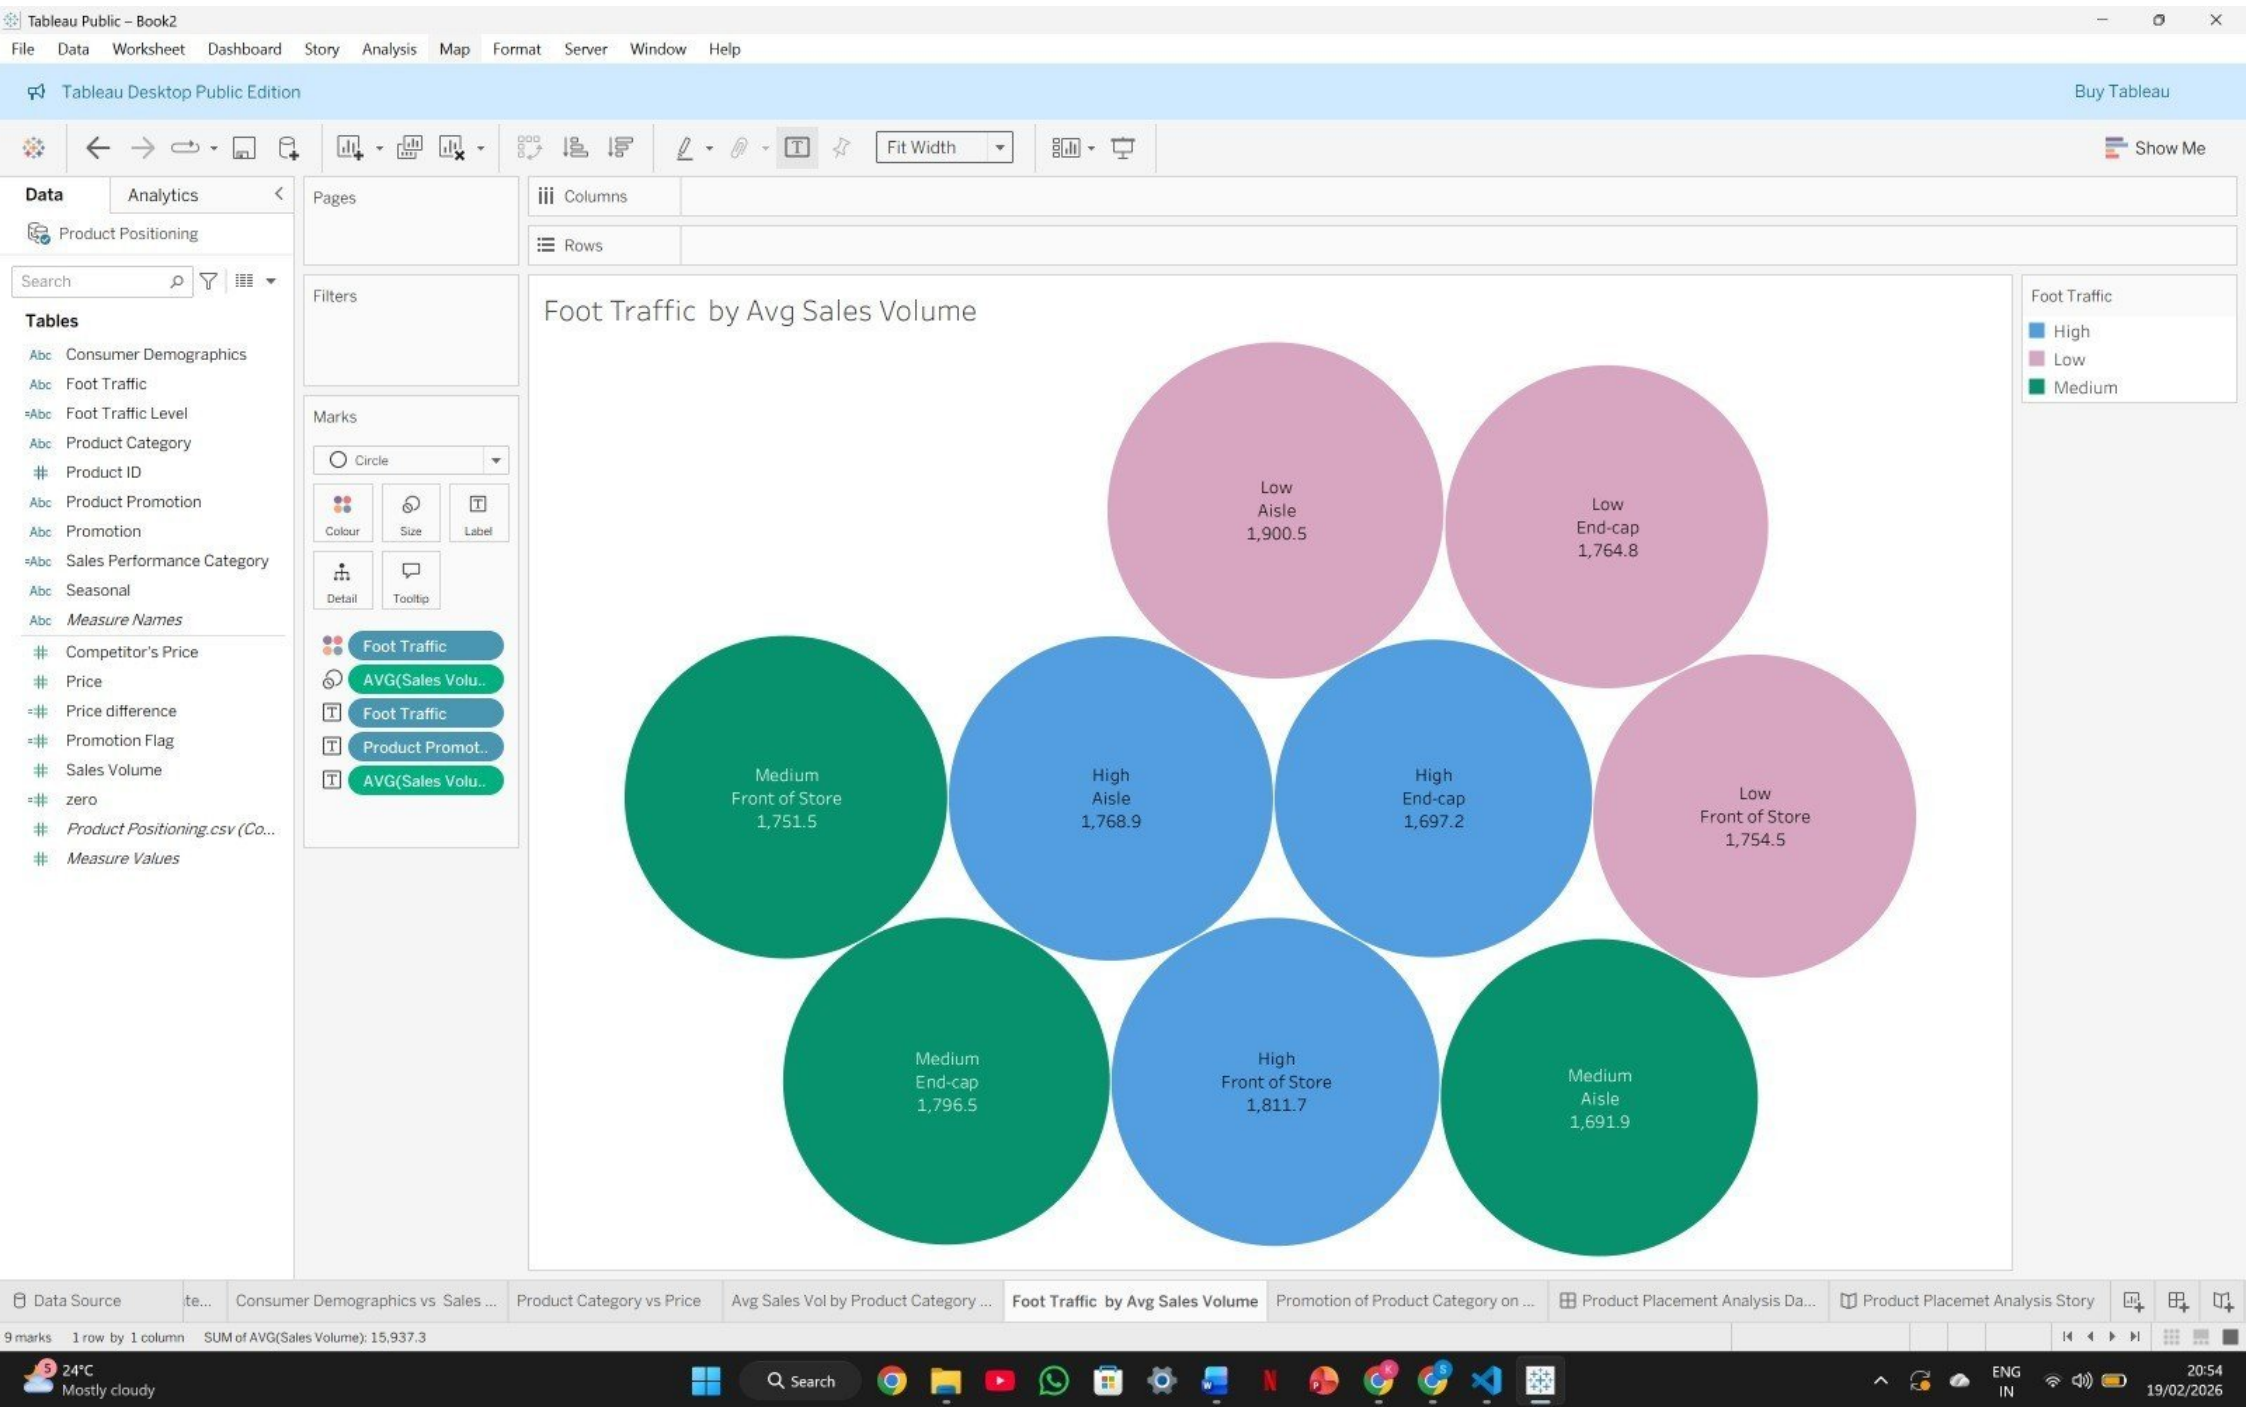 Tableau Public – Book2
File Data Worksheet Dashboard Story Analysis Map Format Server Window Help
Tableau Desktop Public Edition
Buy Tableau
Fit Width
Show Me
Data
Analytics
Product Positioning
Search
Tables
Abc Consumer Demographics
Abc Foot Traffic
=Abc Foot Traffic Level
Abc Product Category
# Product ID
Abc Product Promotion
Abc Promotion
=Abc Sales Performance Category
Abc Seasonal
Abc Measure Names
# Competitor's Price
# Price
=# Price difference
=# Promotion Flag
# Sales Volume
=# zero
# Product Positioning.csv (Co...
# Measure Values
Pages
Filters
Marks
Circle
Colour
Size
Label
Detail
Tooltip
Foot Traffic
AVG(Sales Volu..
Foot Traffic
Product Promot..
AVG(Sales Volu..
Columns
Rows
Foot Traffic by Avg Sales Volume
Low
Aisle
1,900.5
Low
End-cap
1,764.8
Medium
Front of Store
1,751.5
High
Aisle
1,768.9
High
End-cap
1,697.2
Low
Front of Store
1,754.5
Medium
End-cap
1,796.5
High
Front of Store
1,811.7
Medium
Aisle
1,691.9
Foot Traffic
High
Low
Medium
Data Source
te...
Consumer Demographics vs Sales ...
Product Category vs Price
Avg Sales Vol by Product Category ...
Foot Traffic by Avg Sales Volume
Promotion of Product Category on ...
Product Placement Analysis Da...
Product Placemet Analysis Story
9 marks 1 row by 1 column SUM of AVG(Sales Volume): 15,937.3
5
24°C
Mostly cloudy
Search
ENG
IN
20:54
19/02/2026